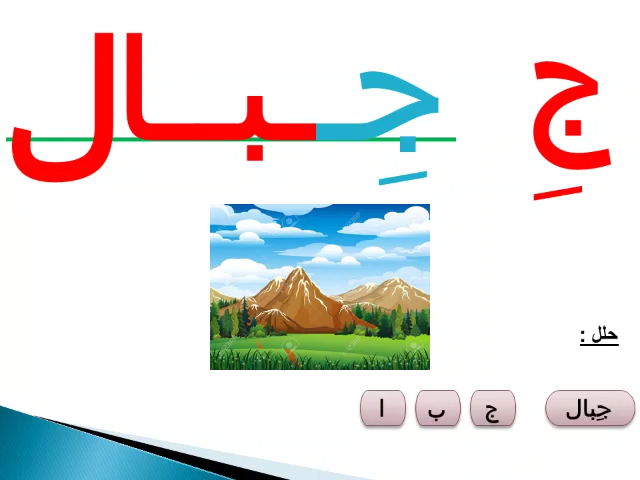 جِ جِبال
حلل :
جِبال ج ب ا